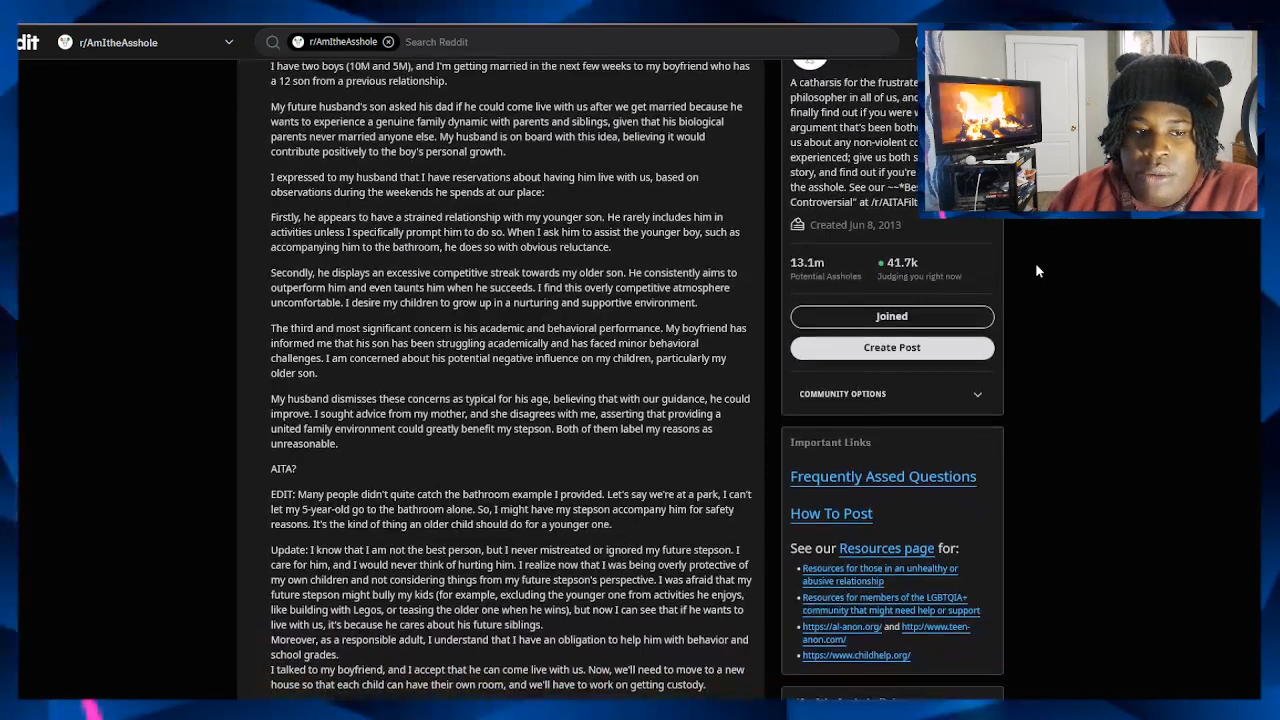 dit
r/AmItheAsshole
r/AmItheAsshole
Search Reddit
I have two boys (10M and 5M), and I'm getting married in the next few weeks to my boyfriend who has
a 12 son from a previous relationship.
My future husband's son asked his dad if he could come live with us after we get married because he
wants to experience a genuine family dynamic with parents and siblings, given that his biological
parents never married anyone else. My husband is on board with this idea, believing it would
contribute positively to the boy's personal growth.
I exposed to my husband that I have reservations about having him live with us, based on
observations during the weekends he spends at our place:
Firstly, he appears to have a strained relationship with my younger son. He rarely includes him in
activities unless I specifically prompt him to do so. When I ask him to assist the younger boy, such as
accompanying him to the bathroom, he does so with obvious reluctance.
Secondly, he displays an excessive competitive streak towards my older son. He consistently aims to
outperform him and even taunts him when he succeeds. I find this overly competitive atmosphere
uncomfortable. I desire my children to grow up in a nurturing and supportive environment.
The third and most significant concern is his academic and behavioral performance. My boyfriend has
informed me that his son has been struggling academically and has faced minor behavioral
challenges. I am concerned about his potential negative influence on my children, particularly my
older son.
My husband dismisses these concerns as typical for his age, believing that with our guidance, he could
improve. I sought advice from my mother, and she disagrees with me, asserting that providing a
united family environment could greatly benefit my stepson. Both of them label my reasons as
unreasonable.
AITA?
EDIT: Many people didn't quite catch the bathroom example I provided. Let's say we're at a park, I can't
let my 5-year-old go to the bathroom alone. So, I might have my stepson accompany him for safety
reasons. It's the kind of thing an older child should do for a younger one.
Update: I know that I am not the best person, but I never mistreated or ignored my future stepson. I
care for him, and I would never think of hurting him. I realize now that I was being overly protective of
my own children and not considering things from my future stepson's perspective. I was afraid that my
future stepson might bully my kids (for example, excluding the younger one from activities he enjoys,
like building with Legos, or teasing the older one when he wins), but now I can see that if he wants to
live with us, it's because he cares about his future siblings.
Moreover, as a responsible adult, I understand that I have an obligation to help him with behavior and
school grades.
I talked to my boyfriend, and I accept that he can come live with us. Now, we'll need to move to a new
house so that each child can have their own room, and we'll have to work on getting custody.
A catharsis for the frustrate
philosopher in all of us, and
finally find out if you were w
argument that's been bothe
us about any non-violent co
experienced; give us both s
story, and find out if you're
the asshole. See our ~~*Bes
Controversial" at /r/AITAFilt
Created Jun 8, 2013
13.1m
41.7k
Potential Assholes
Judging you right now
Joined
Create Post
COMMUNITY OPTIONS
Important Links
Frequently Assed Questions
How To Post
See our Resources page for:
• Resources for those in an unhealthy or
abusive relationship
• Resources for members of the LGBTQIA+
community that might need help or support
• https://al-anon.org/ and http://www.teen-
anon.com/
• https://www.childhelp.org/